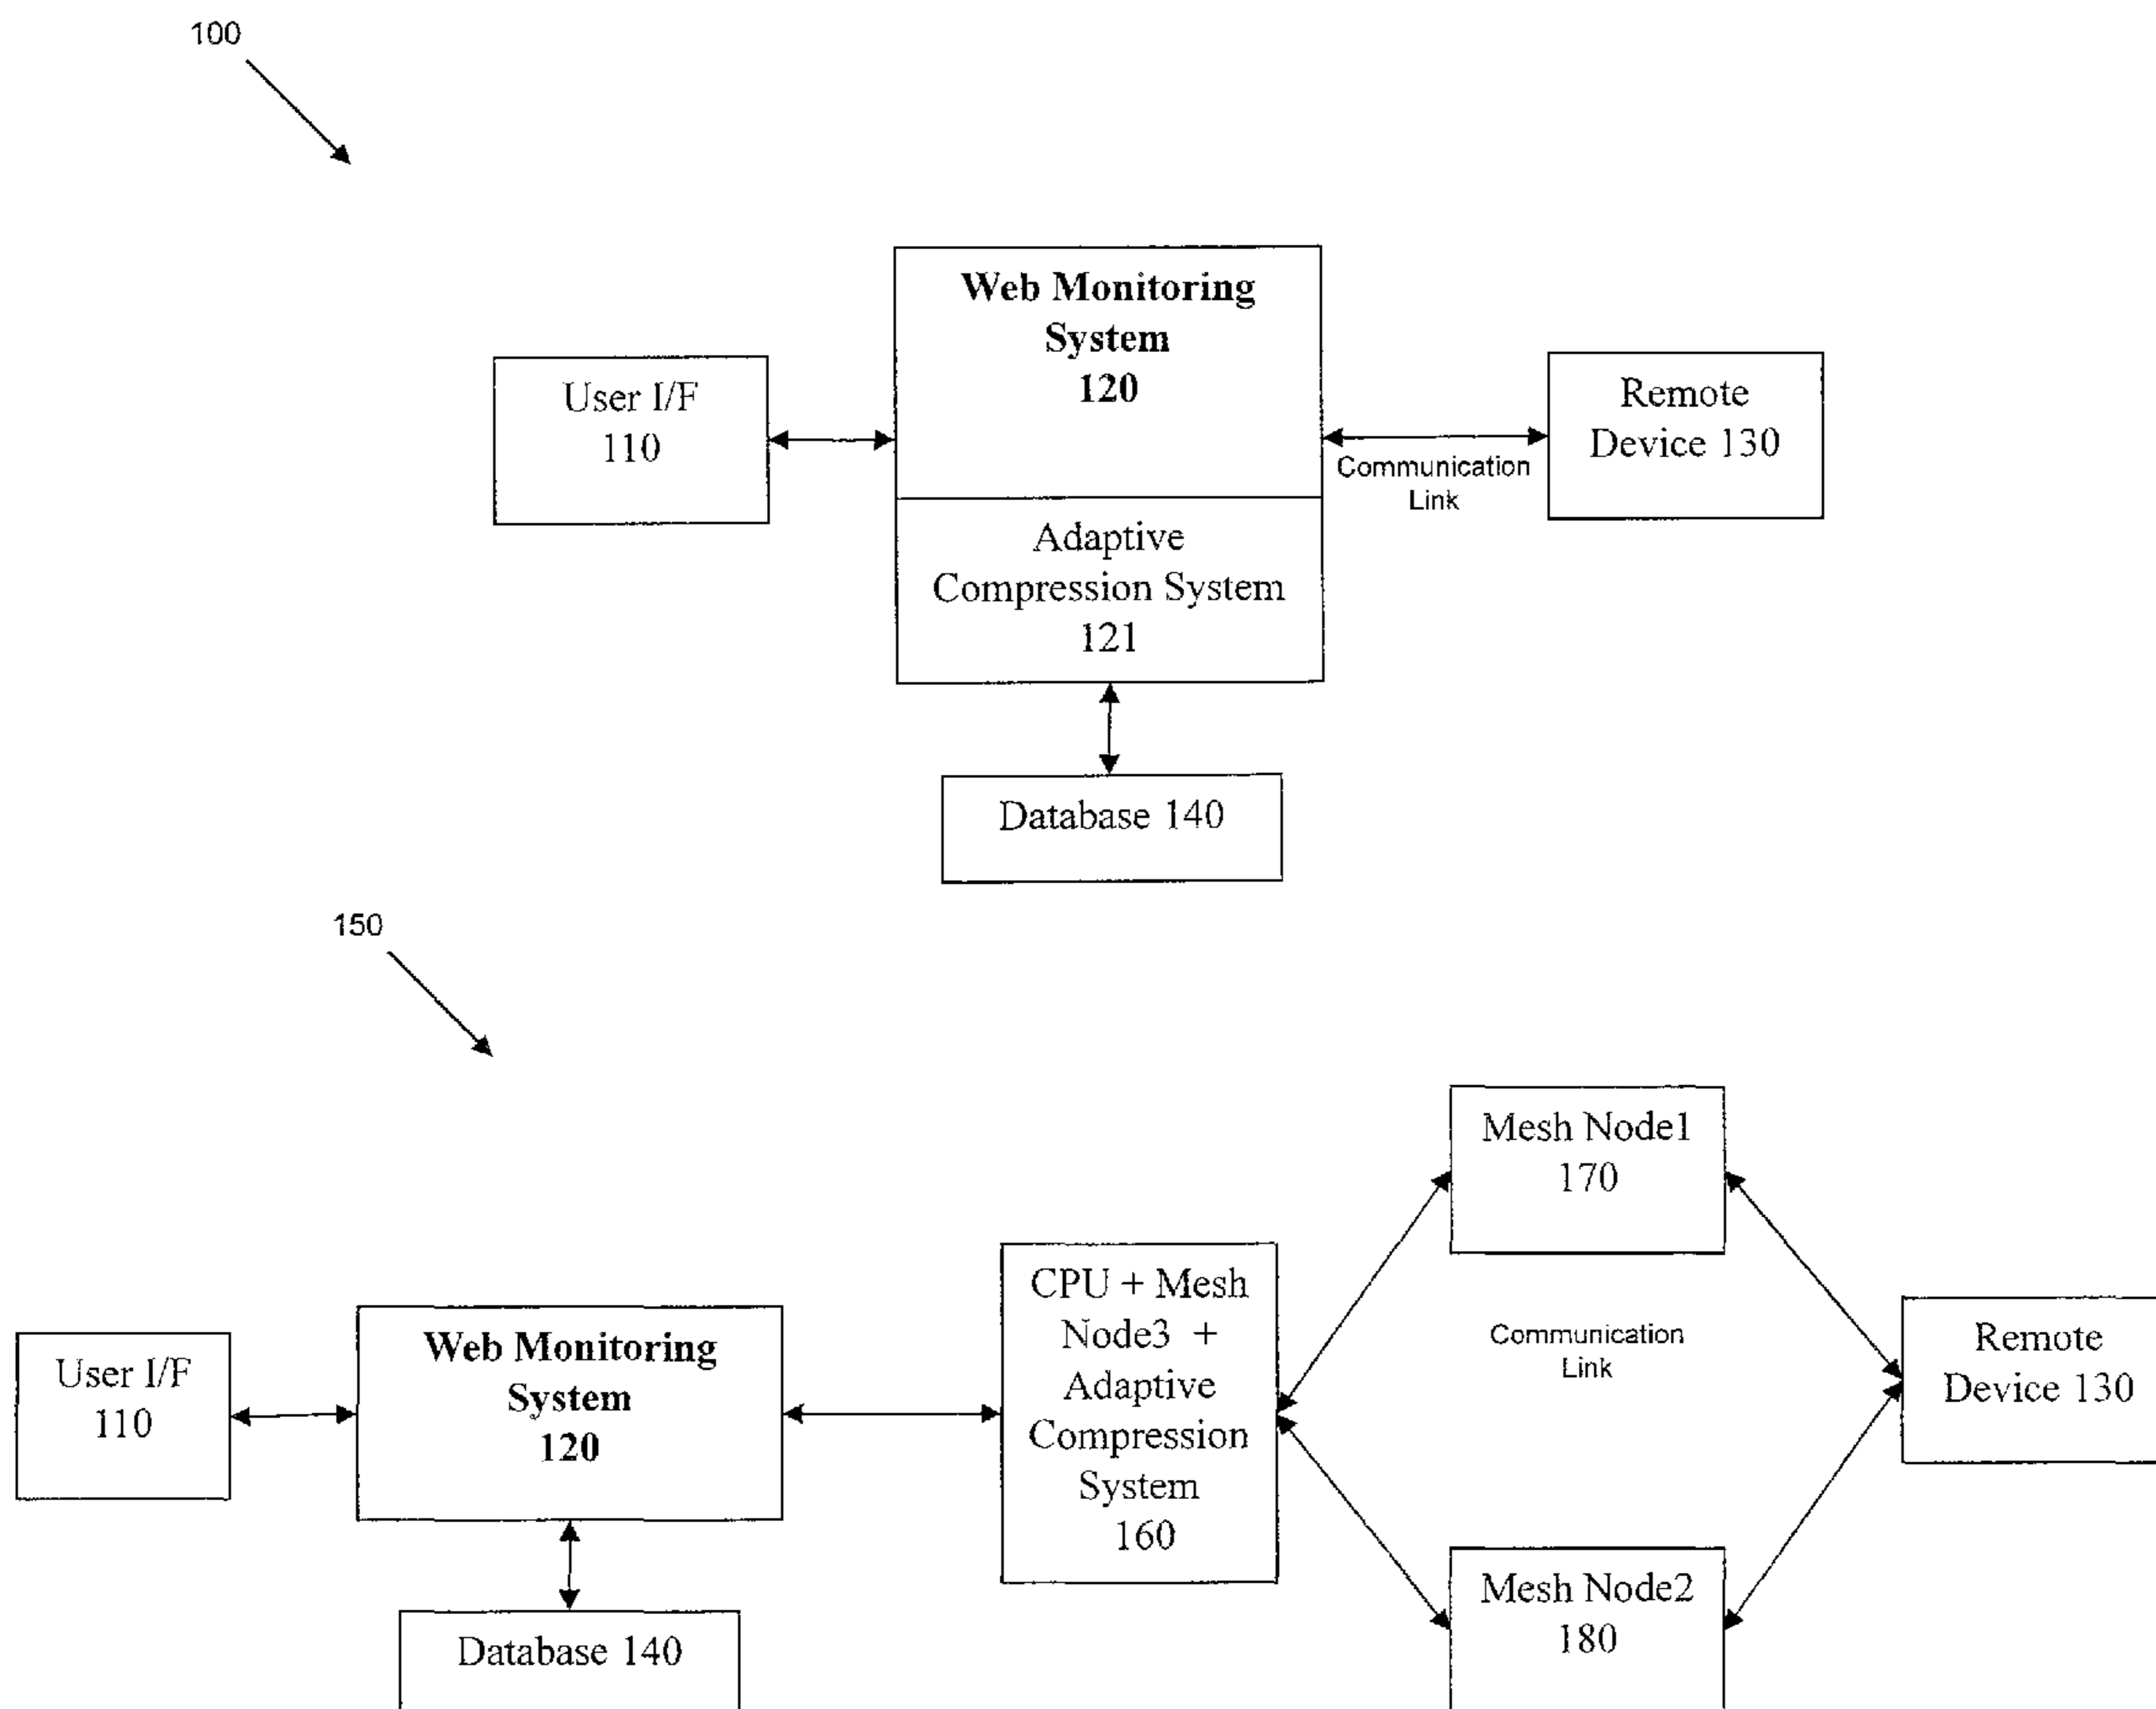 100
Web Monitoring
System
120
User I/F
110
Remote
Device 130
Communication
Link
Adaptive
Compression System
121
Database 140
150
Mesh Node1
170
CPU + Mesh
Node3 +
Adaptive
Compression
System
160
Communication
Link
User I/F
110
Web Monitoring
System
120
Remote
Device 130
Mesh Node2
180
Database 140